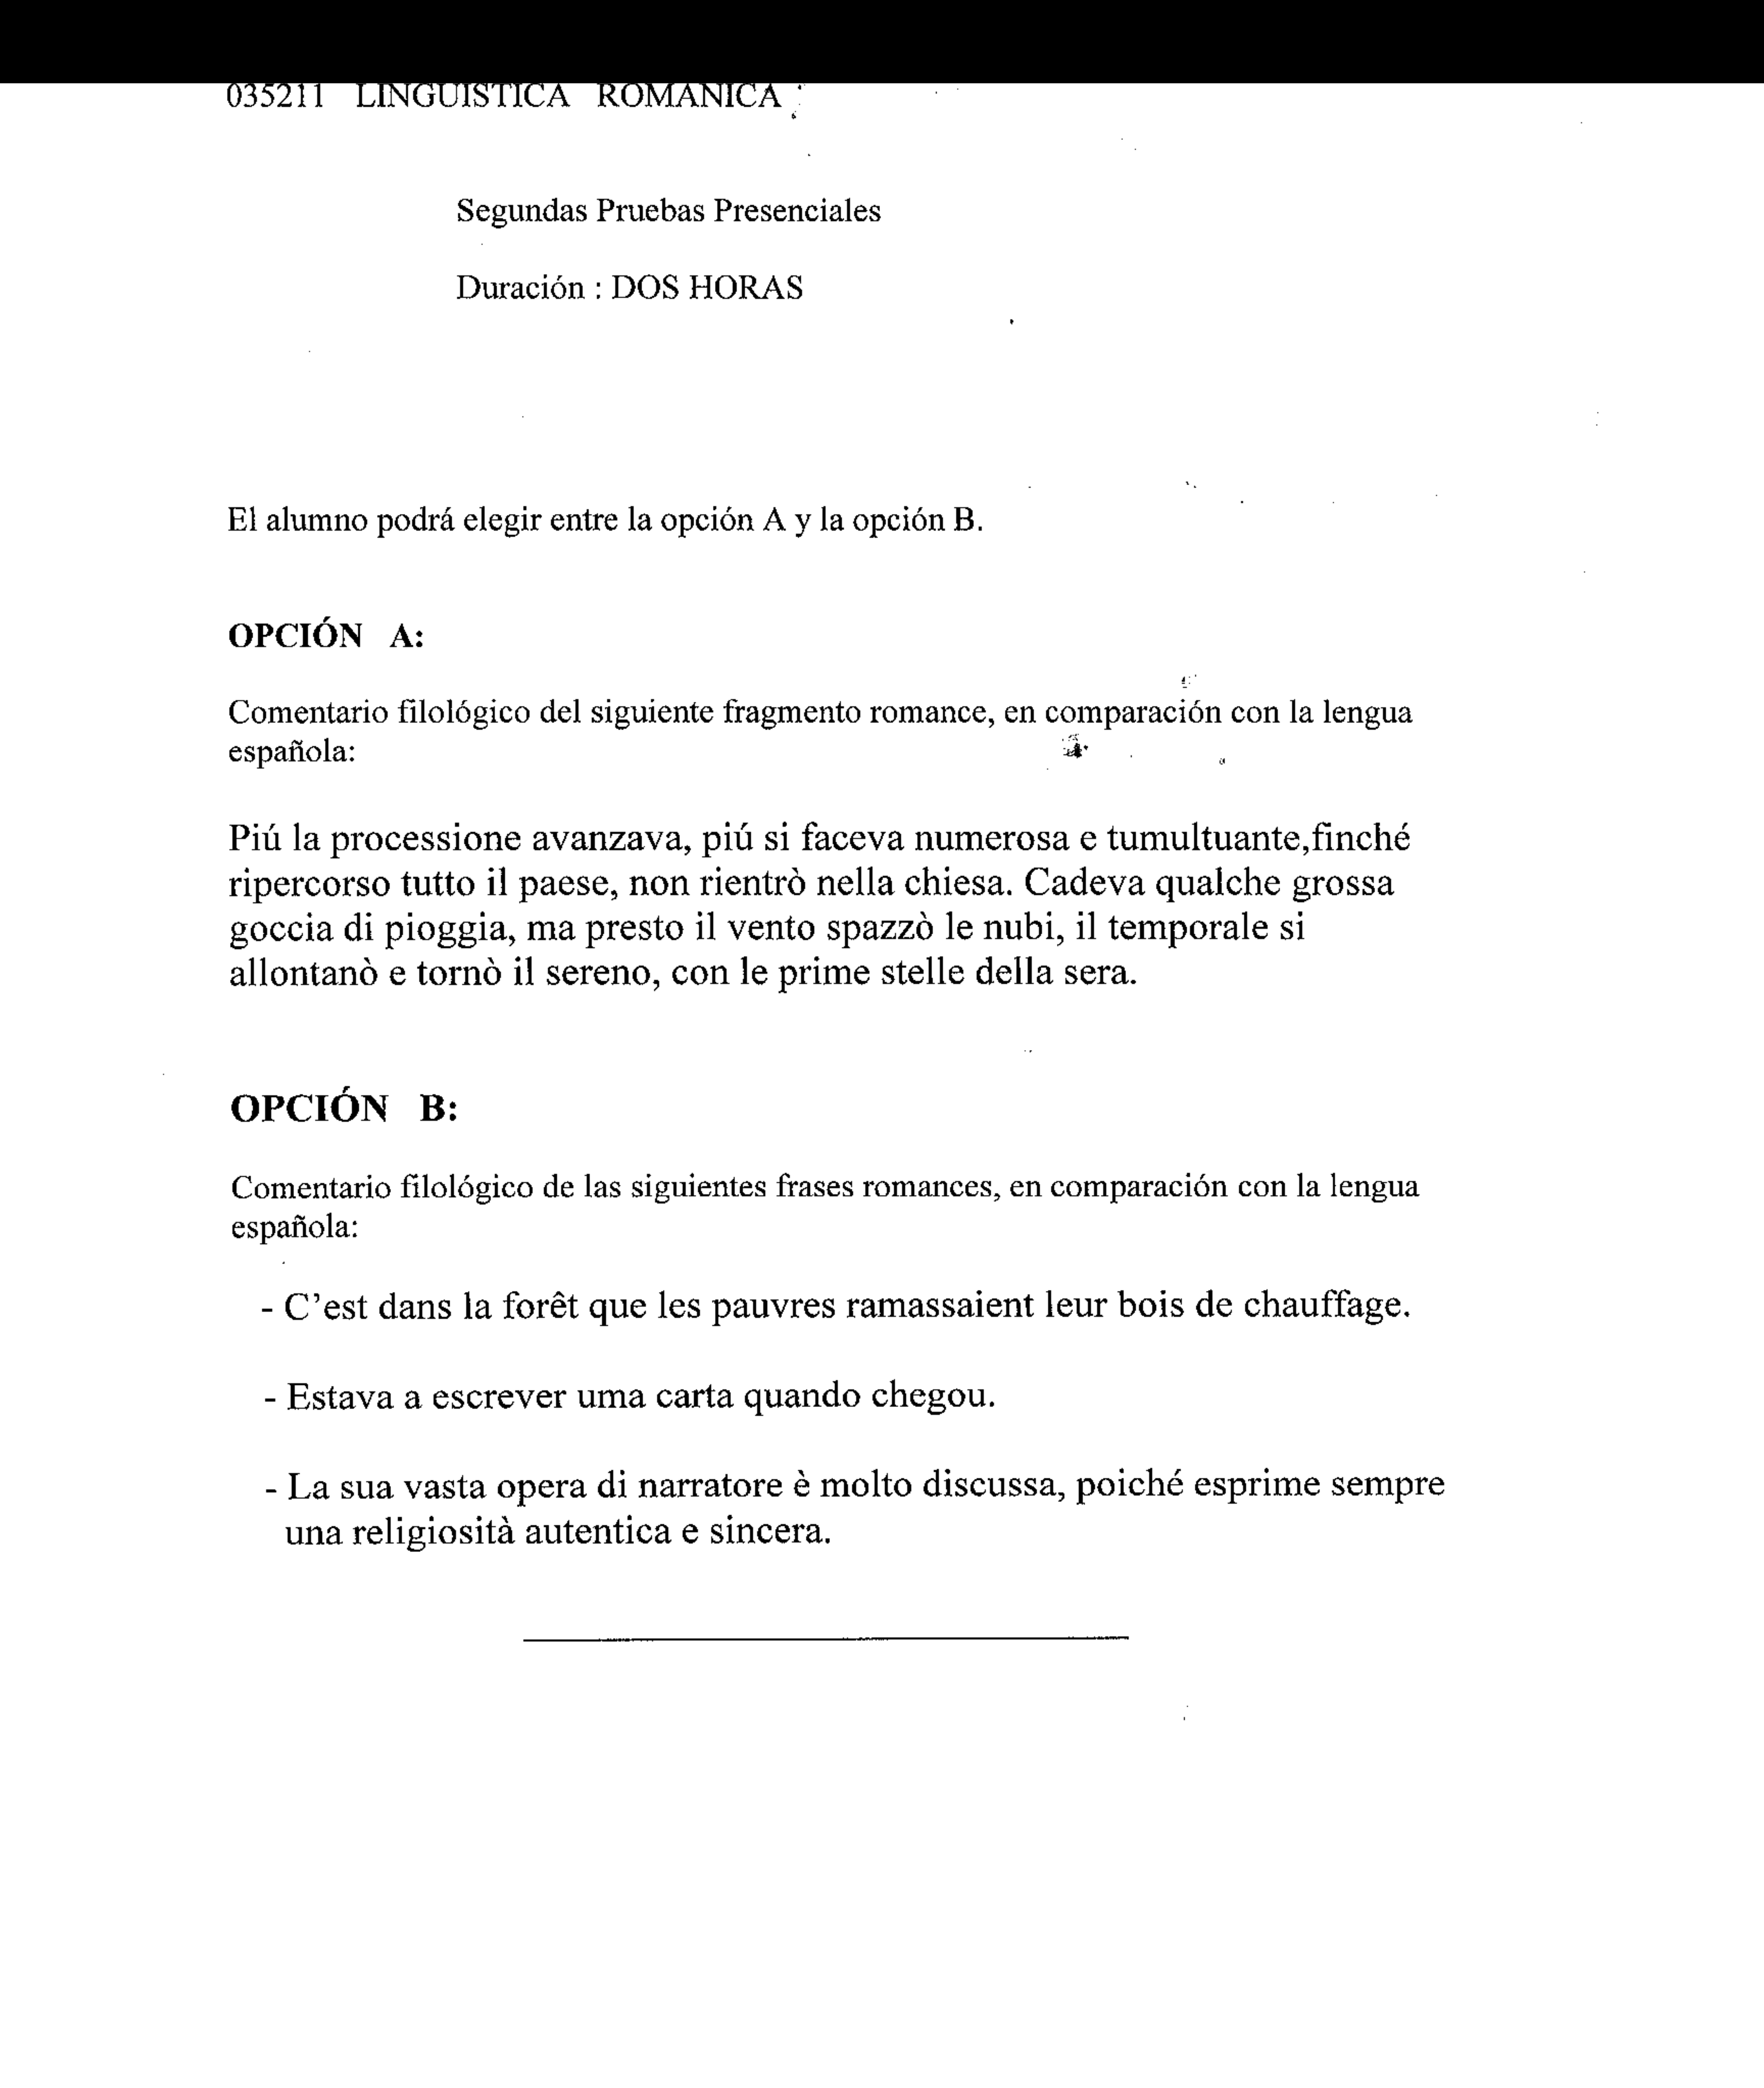 035211 LINGUISTICA ROMANICA
Segundas Pruebas Presenciales
Duración : DOS HORAS
El alumno podrá elegir entre la opción A y la opción B.
OPCIÓN A:
Comentario filológico del siguiente fragmento romance, en comparación con la lengua
española:
Piú la processione avanzava, piú si faceva numerosa e tumultuante,finché
ripercorso tutto il paese, non rientrò nella chiesa. Cadeva qualche grossa
goccia di pioggia, ma presto il vento spazzò le nubi, il temporale si
allontanò e tornò il sereno, con le prime stelle della sera.
OPCIÓN B:
Comentario filológico de las siguientes frases romances, en comparación con la lengua
española:
- C'est dans la forêt que les pauvres ramassaient leur bois de chauffage.
- Estava a escrever uma carta quando chegou.
- La sua vasta opera di narratore è molto discussa, poiché esprime sempre
una religiosità autentica e sincera.